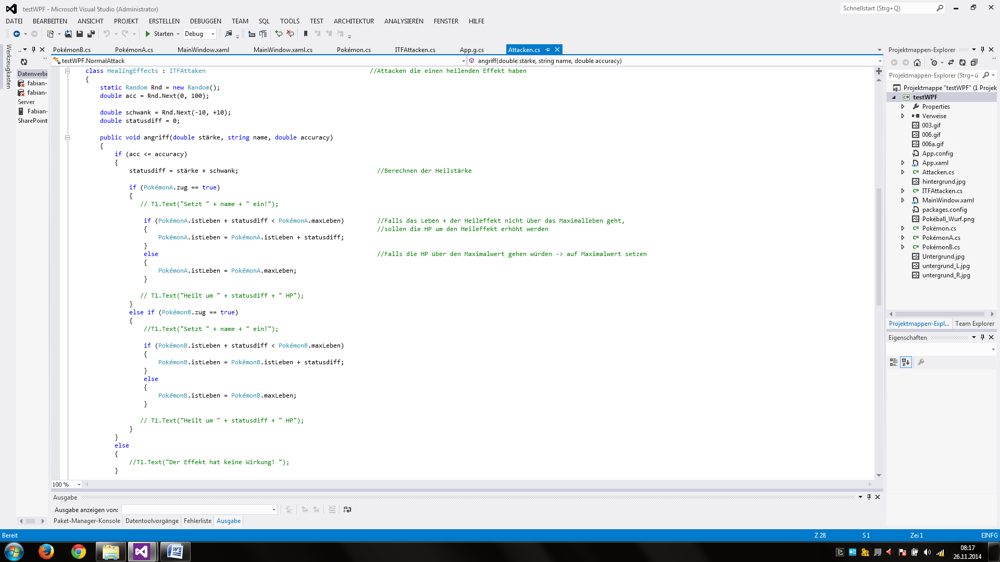 testWPF - Microsoft Visual Studio (Administrator)
Schnellstart (Strg+Q)
DATEI BEARBEITEN ANSICHT PROJEKT ERSTELLEN DEBUGGEN TEAM SQL TOOLS TEST ARCHITEKTUR ANALYSIEREN FENSTER HILFE
Starten Debug
Werkzeugkasten
Datenverbi
fabian-
fabian-
Server
Fabian-
SharePoint
PokémonB.cs PokémonA.cs MainWindow.xaml MainWindow.xaml.cs Pokémon.cs ITFAttacken.cs App.g.cs Attacken.cs
testWPF.NormalAttack angriff(double stärke, string name, double accuracy)
class HealingEffects : ITFAttaken //Attacken die einen heilenden Effekt haben
{
static Random Rnd = new Random();
double acc = Rnd.Next(0, 100);
double schwank = Rnd.Next(-10, +10);
double statusdiff = 0;
public void angriff(double stärke, string name, double accuracy)
{
if (acc <= accuracy)
{
statusdiff = stärke + schwank; //Berechnen der Heilstärke
if (PokémonA.zug == true)
{
// T1.Text("Setzt " + name + " ein!");
if (PokémonA.istLeben + statusdiff < PokémonA.maxLeben) //Falls das Leben + der Heileffekt nicht über das Maximalleben geht,
{ //sollen die HP um den Heileffekt erhöht werden
PokémonA.istLeben = PokémonA.istLeben + statusdiff;
}
else //Falls die HP über den Maximalwert gehen würden -> auf Maximalwert setzen
{
PokémonA.istLeben = PokémonA.maxLeben;
}
// T1.Text("Heilt um " + statusdiff + " HP");
}
else if (PokémonB.zug == true)
{
//T1.Text("Setzt " + name + " ein!");
if (PokémonB.istLeben + statusdiff < PokémonB.maxLeben)
{
PokémonB.istLeben = PokémonB.istLeben + statusdiff;
}
else
{
PokémonB.istLeben = PokémonB.maxLeben;
}
// T1.Text("Heilt um " + statusdiff + " HP");
}
}
else
{
//T1.Text("Der Effekt hat keine Wirkung! ");
}
100 %
Ausgabe
Ausgabe anzeigen von:
Paket-Manager-Konsole Datentoolvorgänge Fehlerliste Ausgabe
Projektmappen-Explorer
Projektmappen-Explorer (Strg+ü
Projektmappe "testWPF" (1 Projek
testWPF
Properties
Verweise
003.gif
006.gif
006a.gif
App.config
App.xaml
Attacken.cs
hintergrund.jpg
ITFAttacken.cs
MainWindow.xaml
packages.config
Pokéball_Wurf.png
Pokémon.cs
PokémonA.cs
PokémonB.cs
Untergrund.jpg
untergrund_L.jpg
untergrund_R.jpg
Projektmappen-Expl... Team Explorer
Eigenschaften
Bereit Z 28 S 1 Zei 1 EINFG
08:17
26.11.2014